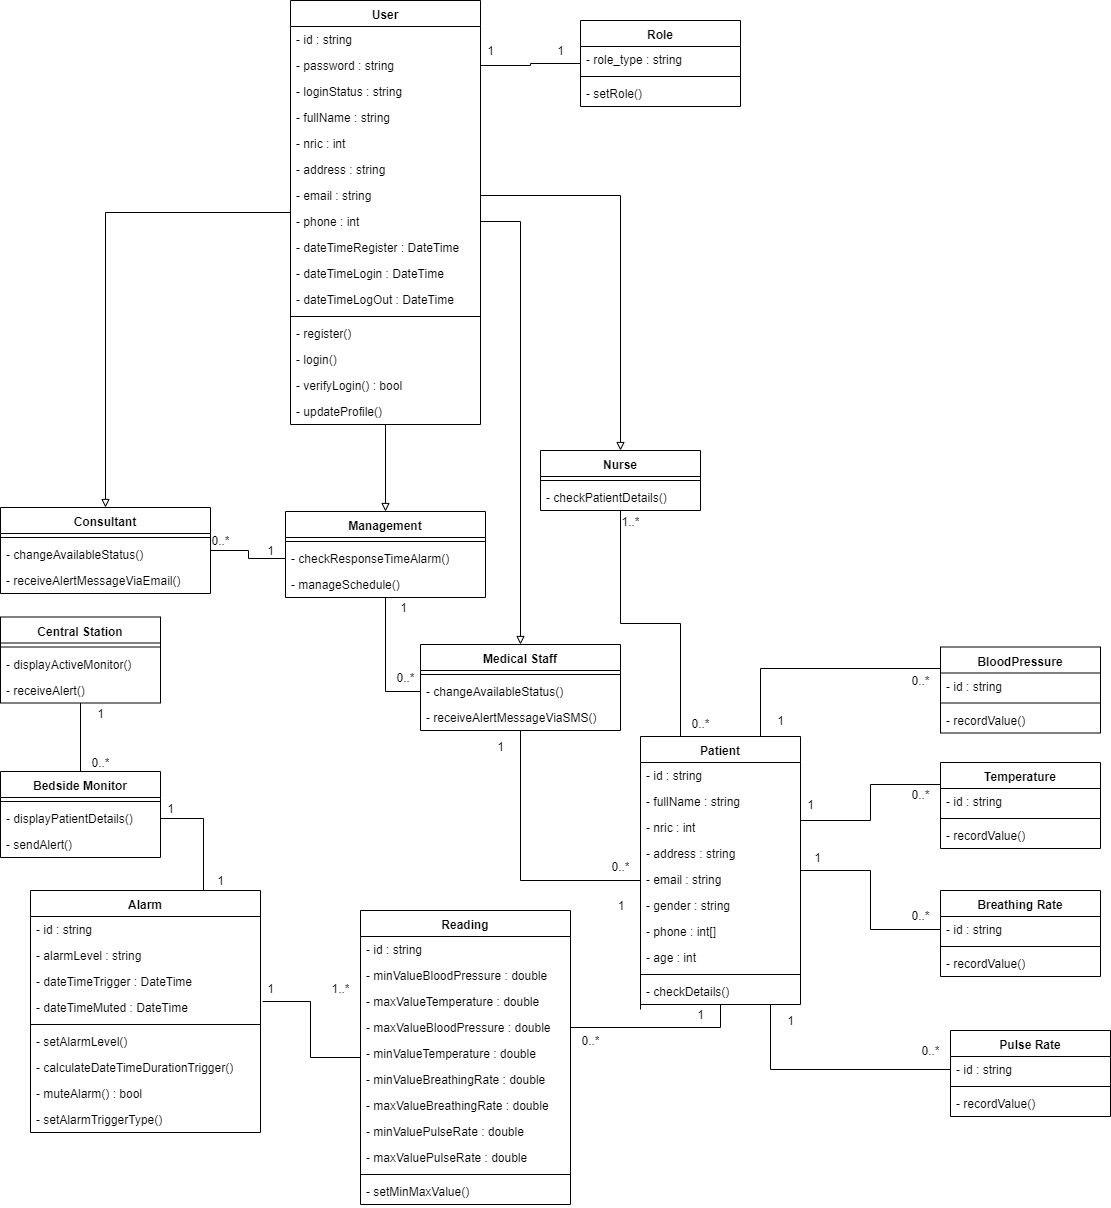 User
- id : string
- password : string
- loginStatus : string
- fullName : string
- nric : int
- address : string
- email : string
- phone : int
- dateTimeRegister : DateTime
- dateTimeLogin : DateTime
- dateTimeLogOut : DateTime
- register()
- login()
- verifyLogin() : bool
- updateProfile()
1
1
Role
- role_type : string
- setRole()
Nurse
- checkPatientDetails()
1..*
Consultant
- changeAvailableStatus()
- receiveAlertMessageViaEmail()
0..*
1
Management
- checkResponseTimeAlarm()
- manageSchedule()
1
0..*
Medical Staff
- changeAvailableStatus()
- receiveAlertMessageViaSMS()
1
Central Station
- displayActiveMonitor()
- receiveAlert()
1
0..*
Bedside Monitor
- displayPatientDetails()
- sendAlert()
1
1
Alarm
- id : string
- alarmLevel : string
- dateTimeTrigger : DateTime
- dateTimeMuted : DateTime
- setAlarmLevel()
- calculateDateTimeDurationTrigger()
- muteAlarm() : bool
- setAlarmTriggerType()
1
1..*
Reading
- id : string
- minValueBloodPressure : double
- maxValueTemperature : double
- maxValueBloodPressure : double
- minValueTemperature : double
- minValueBreathingRate : double
- maxValueBreathingRate : double
- minValuePulseRate : double
- maxValuePulseRate : double
- setMinMaxValue()
0..*
1
0..*
1
0..*
1
Patient
- id : string
- fullName : string
- nric : int
- address : string
- email : string
- gender : string
- phone : int[]
- age : int
- checkDetails()
0..*
BloodPressure
- id : string
- recordValue()
1
0..*
Temperature
- id : string
- recordValue()
1
0..*
Breathing Rate
- id : string
- recordValue()
1
0..*
Pulse Rate
- id : string
- recordValue()